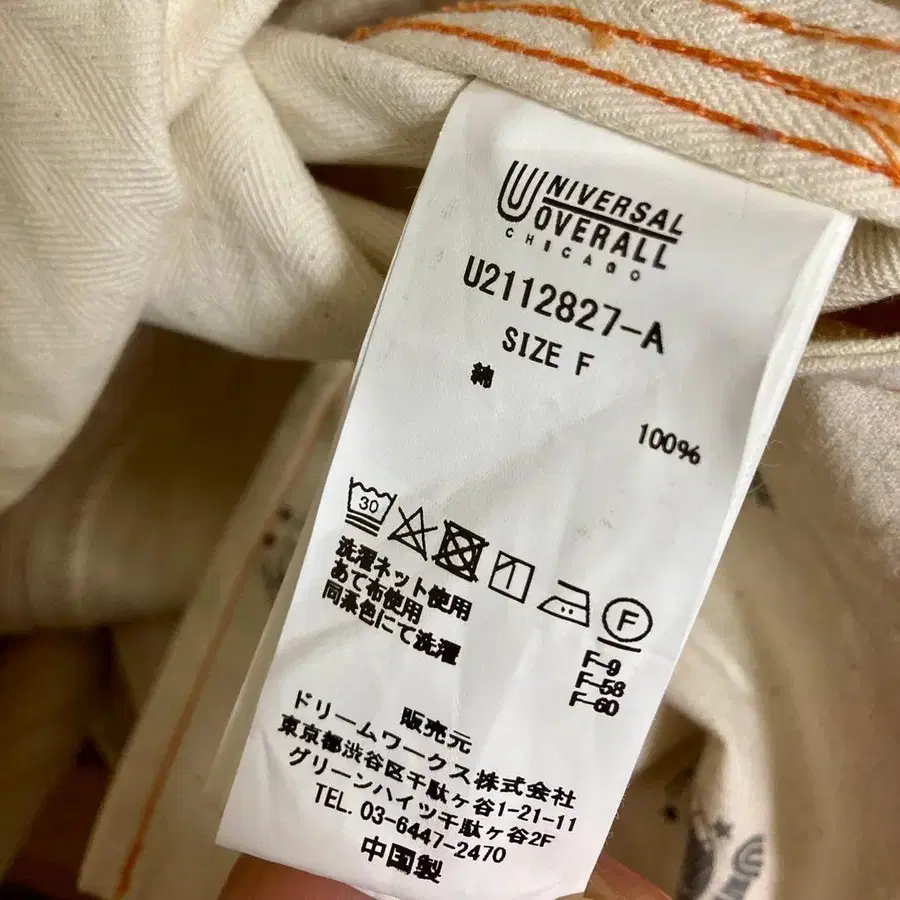 UNIVERSAL
OVERALL
CHICAGO
U2112827-A
SIZE F
綿
100%
30
F
洗濯ネット使用
あて布使用
同系色にて洗濯
F-9
F-58
F-60
販売元
ドリームワークス株式会社
東京都渋谷区千駄ヶ谷1-21-11
グリーンハイツ千駄ヶ谷2F
TEL. 03-6447-2470
中国製